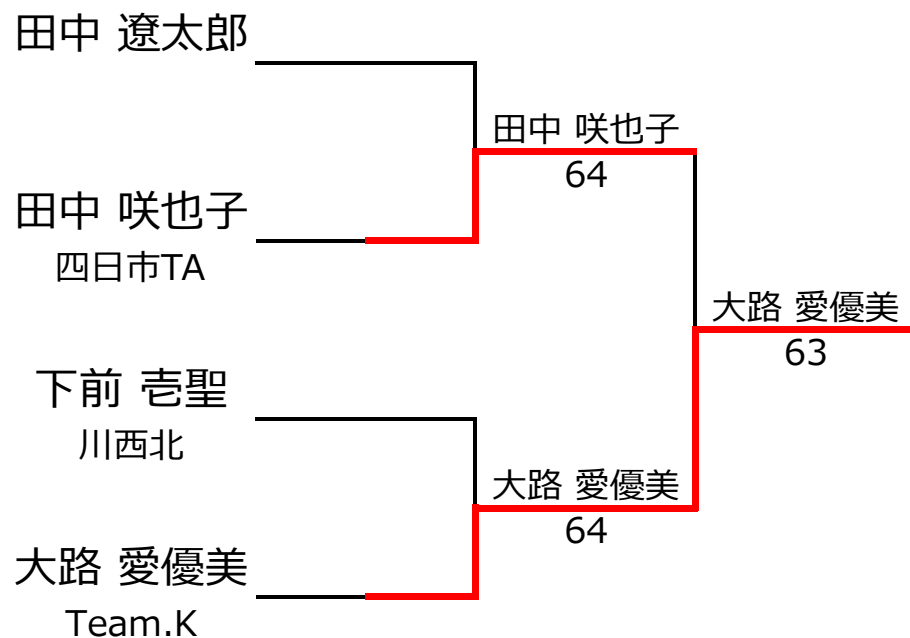 田中 遼太郎
田中 咲也子
64
田中 咲也子
四日市TA
大路 愛優美
63
下前 壱聖
川西北
大路 愛優美
64
大路 愛優美
Team.K